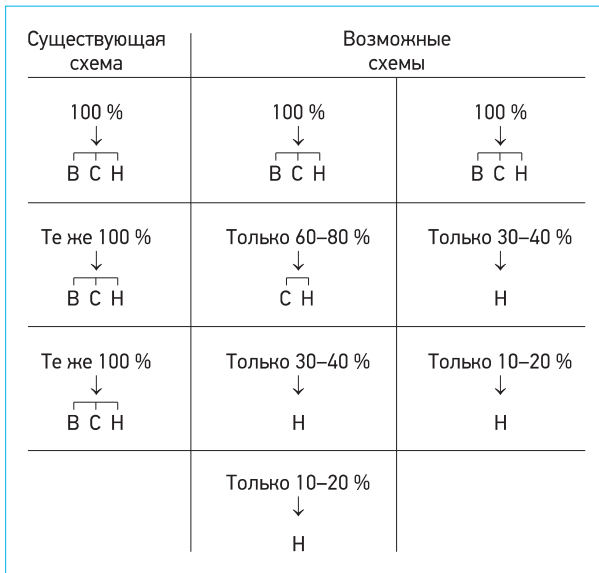 Существующая
схема
Возможные
схемы
100 %
В С Н
100 %
В С Н
100 %
В С Н
Те же 100 %
В С Н
Только 60–80 %
С Н
Только 30–40 %
Н
Те же 100 %
В С Н
Только 30–40 %
Н
Только 10–20 %
Н
Только 10–20 %
Н